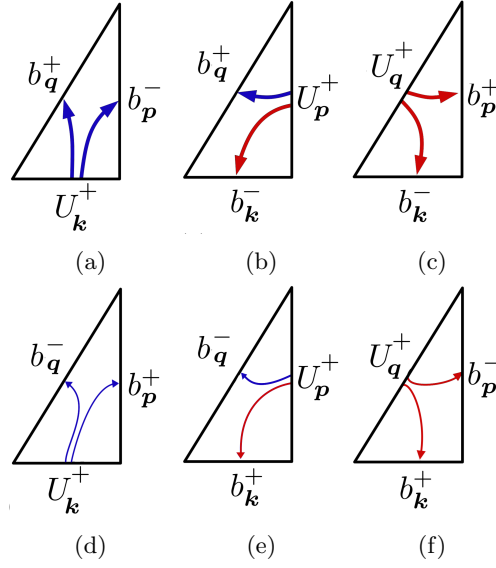 b_q^+ b_p^- U_k^+
b_q^+ U_p^+ b_k^-
U_q^+ b_p^+ b_k^-
(a) (b) (c)
b_q^- b_p^+ U_k^+
b_q^- U_p^+ b_k^+
U_q^+ b_p^- b_k^+
(d) (e) (f)